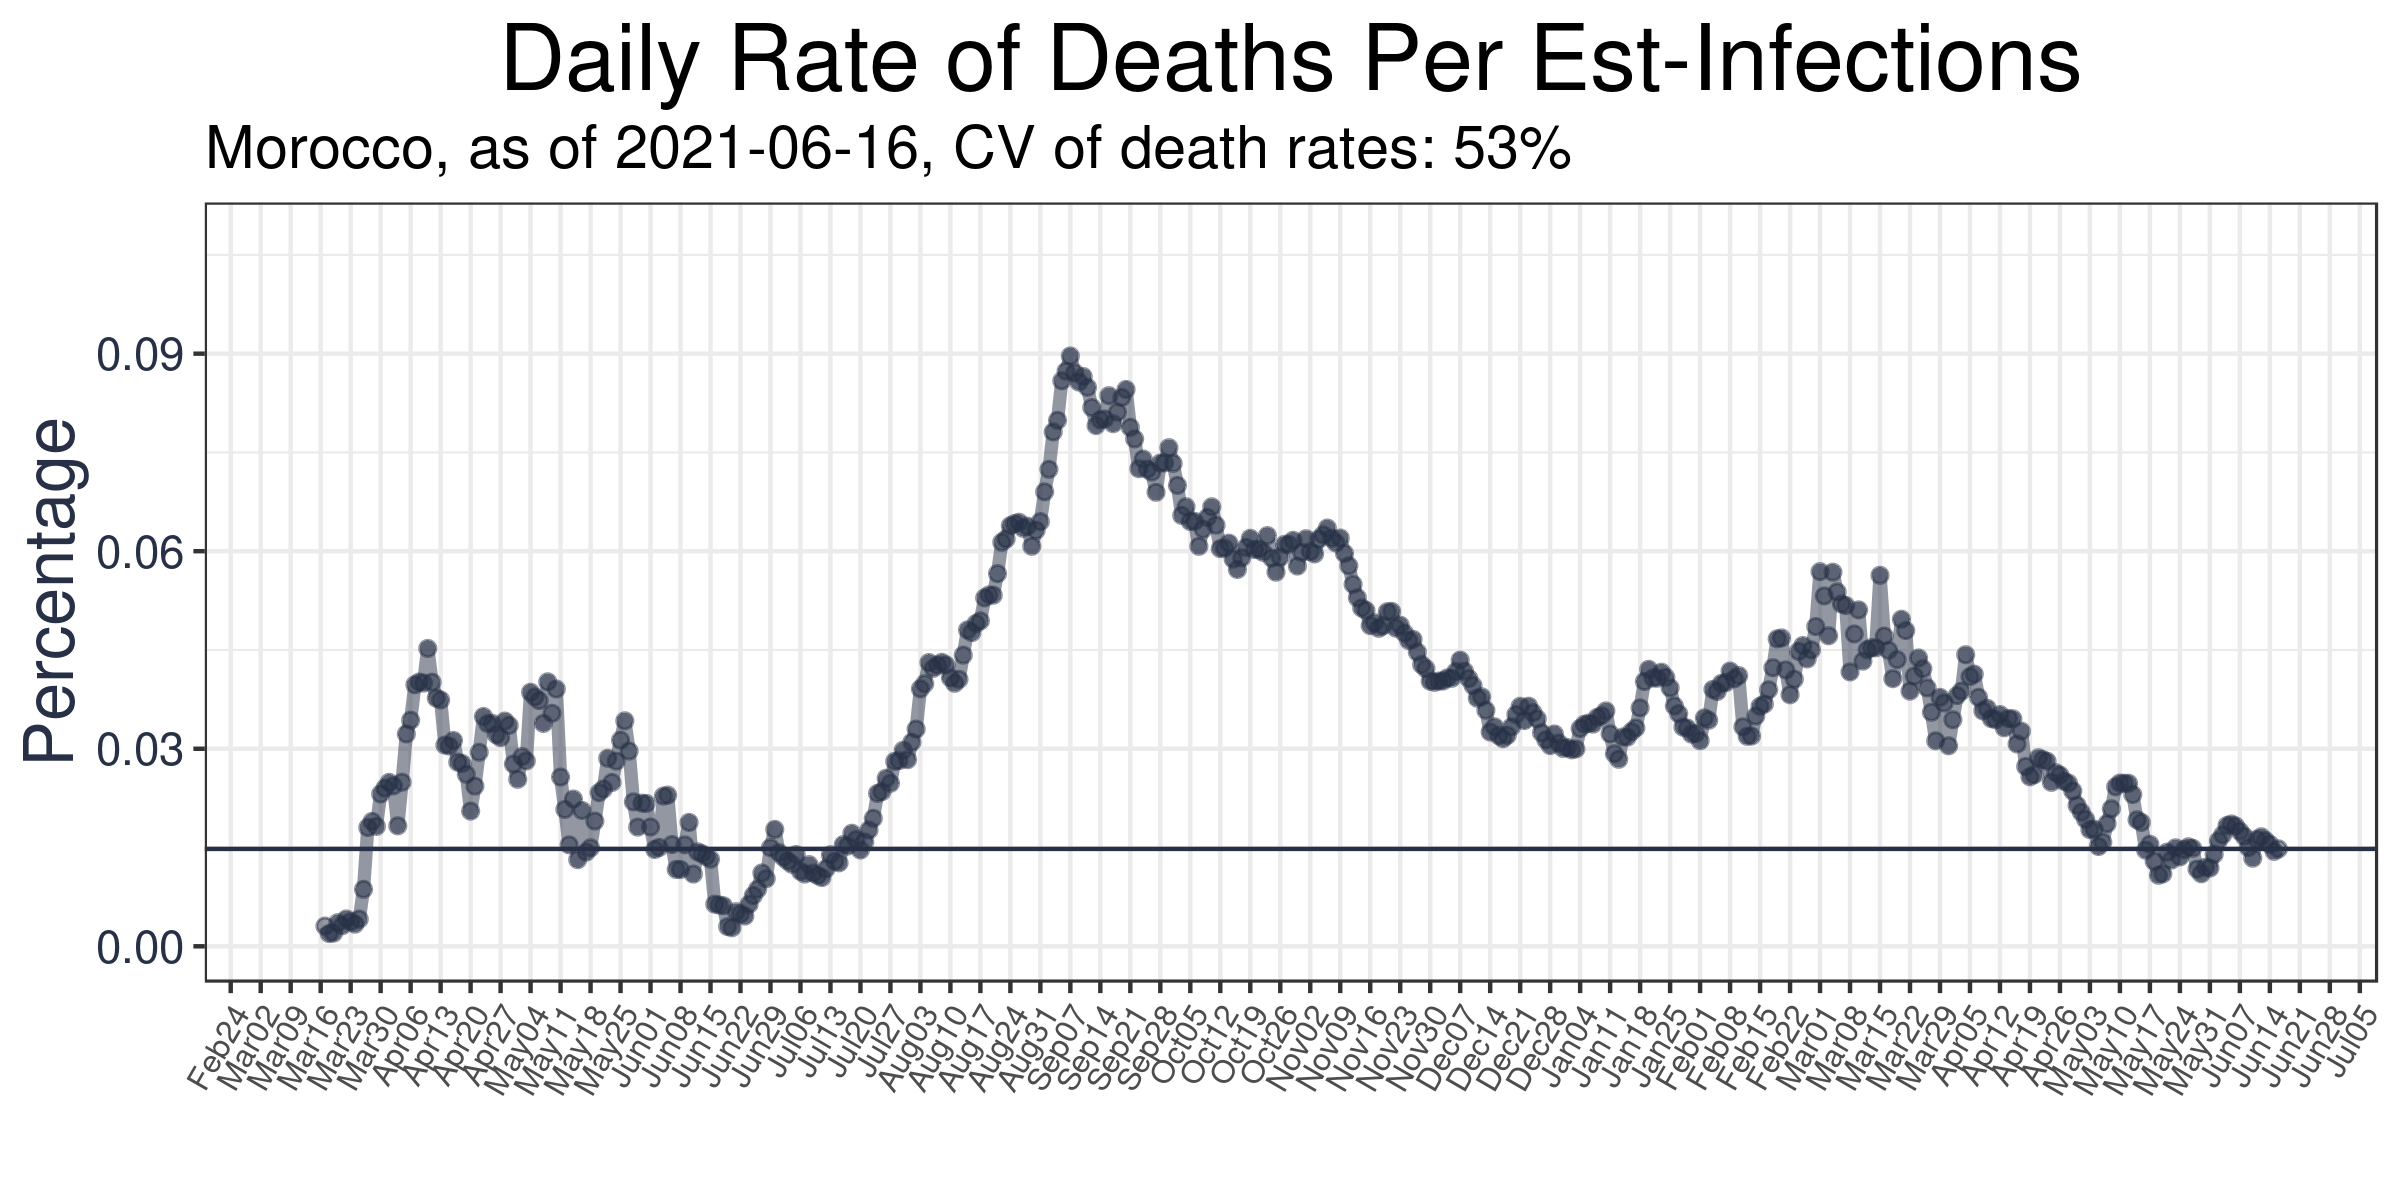 Daily Rate of Deaths Per Est-Infections
Morocco, as of 2021-06-16, CV of death rates: 53%
Percentage
0.09
0.06
0.03
0.00
Feb24
Mar02
Mar09
Mar16
Mar23
Mar30
Apr06
Apr13
Apr20
Apr27
May04
May11
May18
May25
Jun01
Jun08
Jun15
Jun22
Jun29
Jul06
Jul13
Jul20
Jul27
Aug03
Aug10
Aug17
Aug24
Aug31
Sep07
Sep14
Sep21
Sep28
Oct05
Oct12
Oct19
Oct26
Nov02
Nov09
Nov16
Nov23
Nov30
Dec07
Dec14
Dec21
Dec28
Jan04
Jan11
Jan18
Jan25
Feb01
Feb08
Feb15
Feb22
Mar01
Mar08
Mar15
Mar22
Mar29
Apr05
Apr12
Apr19
Apr26
May03
May10
May17
May24
May31
Jun07
Jun14
Jun21
Jun28
Jul05